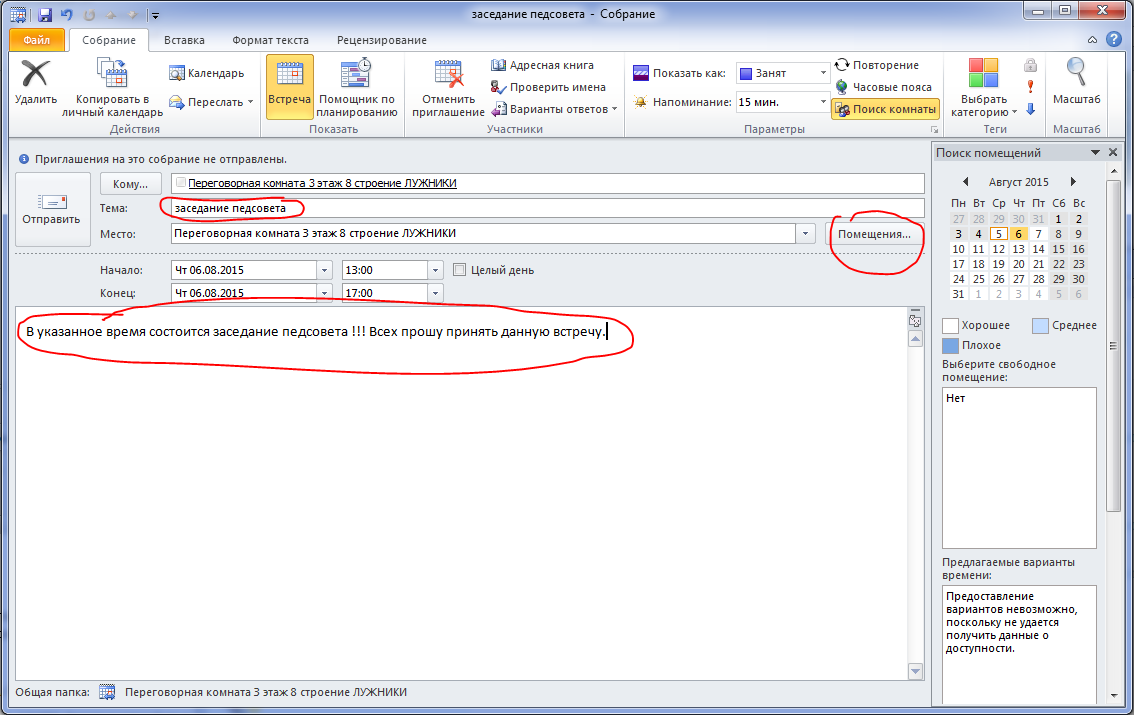 заседание педсовета - Собрание
Файл
Собрание
Вставка
Формат текста
Рецензирование
Удалить
Копировать в личный календарь
Календарь
Переслать
Действия
Встреча
Помощник по планированию
Показать
Отменить приглашение
Адресная книга
Проверить имена
Варианты ответов
Участники
Показать как:
Занят
Напоминание:
15 мин.
Повторение
Часовые пояса
Поиск комнаты
Параметры
Выбрать категорию
Теги
Масштаб
Масштаб
Приглашения на это собрание не отправлены.
Отправить
Кому...
Переговорная комната 3 этаж 8 строение ЛУЖНИКИ
Тема:
заседание педсовета
Место:
Переговорная комната 3 этаж 8 строение ЛУЖНИКИ
Помещения...
Начало:
Чт 06.08.2015
13:00
Целый день
Конец:
Чт 06.08.2015
17:00
В указанное время состоится заседание педсовета !!! Всех прошу принять данную встречу.
Поиск помещений
Август 2015
Пн Вт Ср Чт Пт Сб Вс
27 28 29 30 31 1 2
3 4 5 6 7 8 9
10 11 12 13 14 15 16
17 18 19 20 21 22 23
24 25 26 27 28 29 30
31 1 2 3 4 5 6
Хорошее
Среднее
Плохое
Выберите свободное
помещение:
Нет
Предлагаемые варианты
времени:
Предоставление
вариантов невозможно,
поскольку не удается
получить данные о
доступности.
Общая папка:
Переговорная комната 3 этаж 8 строение ЛУЖНИКИ